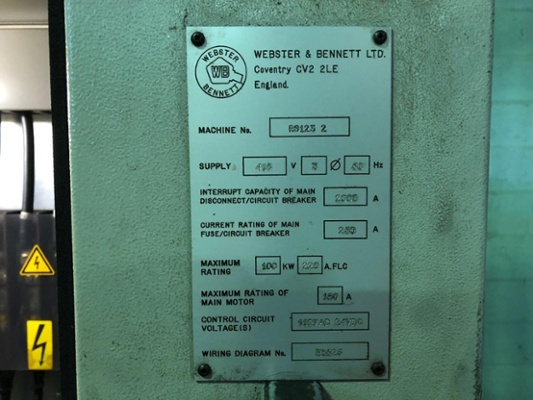 WEBSTER
WB
BENNETT
WEBSTER & BENNETT LTD.
Coventry CV2 2LE
England.
MACHINE No.
SUPPLY V 3 Ø Hz
INTERRUPT CAPACITY OF MAIN
DISCONNECT/CIRCUIT BREAKER A
CURRENT RATING OF MAIN
FUSE/CIRCUIT BREAKER 250 A
MAXIMUM
RATING 100 KW A.FLC
MAXIMUM RATING OF
MAIN MOTOR 150 A
CONTROL CIRCUIT
VOLTAGE(S)
WIRING DIAGRAM No.